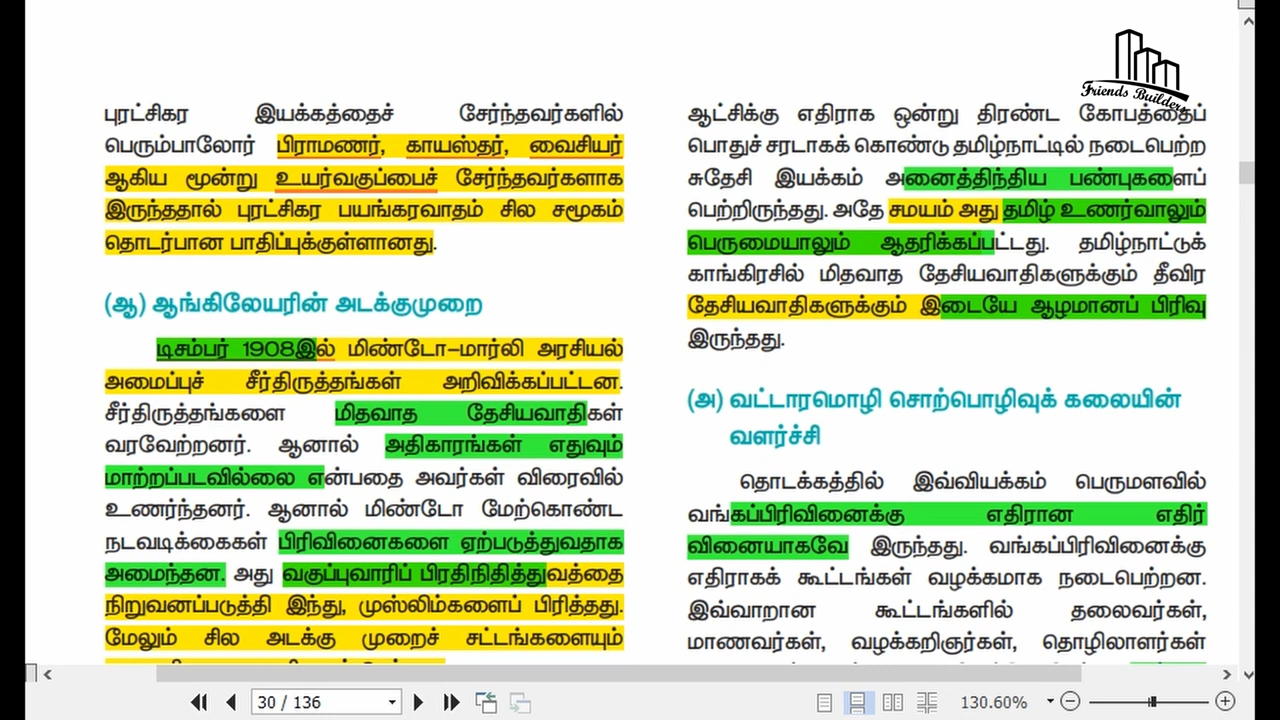 புரட்சிகர இயக்கத்தைச் சேர்ந்தவர்களில்
பெரும்பாலோர் பிராமணர், காயஸ்தர், வைசியர்
ஆகிய மூன்று உயர்வகுப்பைச் சேர்ந்தவர்களாக
இருந்ததால் புரட்சிகர பயங்கரவாதம் சில சமூகம்
தொடர்பான பாதிப்புக்குள்ளானது.
(ஆ) ஆங்கிலேயரின் அடக்குமுறை
டிசம்பர் 1908இல் மிண்டோ–மார்லி அரசியல்
அமைப்புச் சீர்திருத்தங்கள் அறிவிக்கப்பட்டன.
சீர்திருத்தங்களை மிதவாத தேசியவாதிகள்
வரவேற்றனர். ஆனால் அதிகாரங்கள் எதுவும்
மாற்றப்படவில்லை என்பதை அவர்கள் விரைவில்
உணர்ந்தனர். ஆனால் மிண்டோ மேற்கொண்ட
நடவடிக்கைகள் பிரிவினைகளை ஏற்படுத்துவதாக
அமைந்தன. அது வகுப்புவாரிப் பிரதிநிதித்துவத்தை
நிறுவனப்படுத்தி இந்து, முஸ்லிம்களைப் பிரித்தது.
மேலும் சில அடக்கு முறைச் சட்டங்களையும்
ஆட்சிக்கு எதிராக ஒன்று திரண்ட கோபத்தைப்
பொதுச் சரடாகக் கொண்டு தமிழ்நாட்டில் நடைபெற்ற
சுதேசி இயக்கம் அனைத்திந்திய பண்புகளைப்
பெற்றிருந்தது. அதே சமயம் அது தமிழ் உணர்வாலும்
பெருமையாலும் ஆதரிக்கப்பட்டது. தமிழ்நாட்டுக்
காங்கிரசில் மிதவாத தேசியவாதிகளுக்கும் தீவிர
தேசியவாதிகளுக்கும் இடையே ஆழமானப் பிரிவு
இருந்தது.
(அ) வட்டாரமொழி சொற்பொழிவுக் கலையின்
வளர்ச்சி
தொடக்கத்தில் இவ்வியக்கம் பெருமளவில்
வங்கப்பிரிவினைக்கு எதிரான எதிர்
வினையாகவே இருந்தது. வங்கப்பிரிவினைக்கு
எதிராகக் கூட்டங்கள் வழக்கமாக நடைபெற்றன.
இவ்வாறான கூட்டங்களில் தலைவர்கள்,
மாணவர்கள், வழக்கறிஞர்கள், தொழிலாளர்கள்
Friends Builders
30 / 136
130.60%